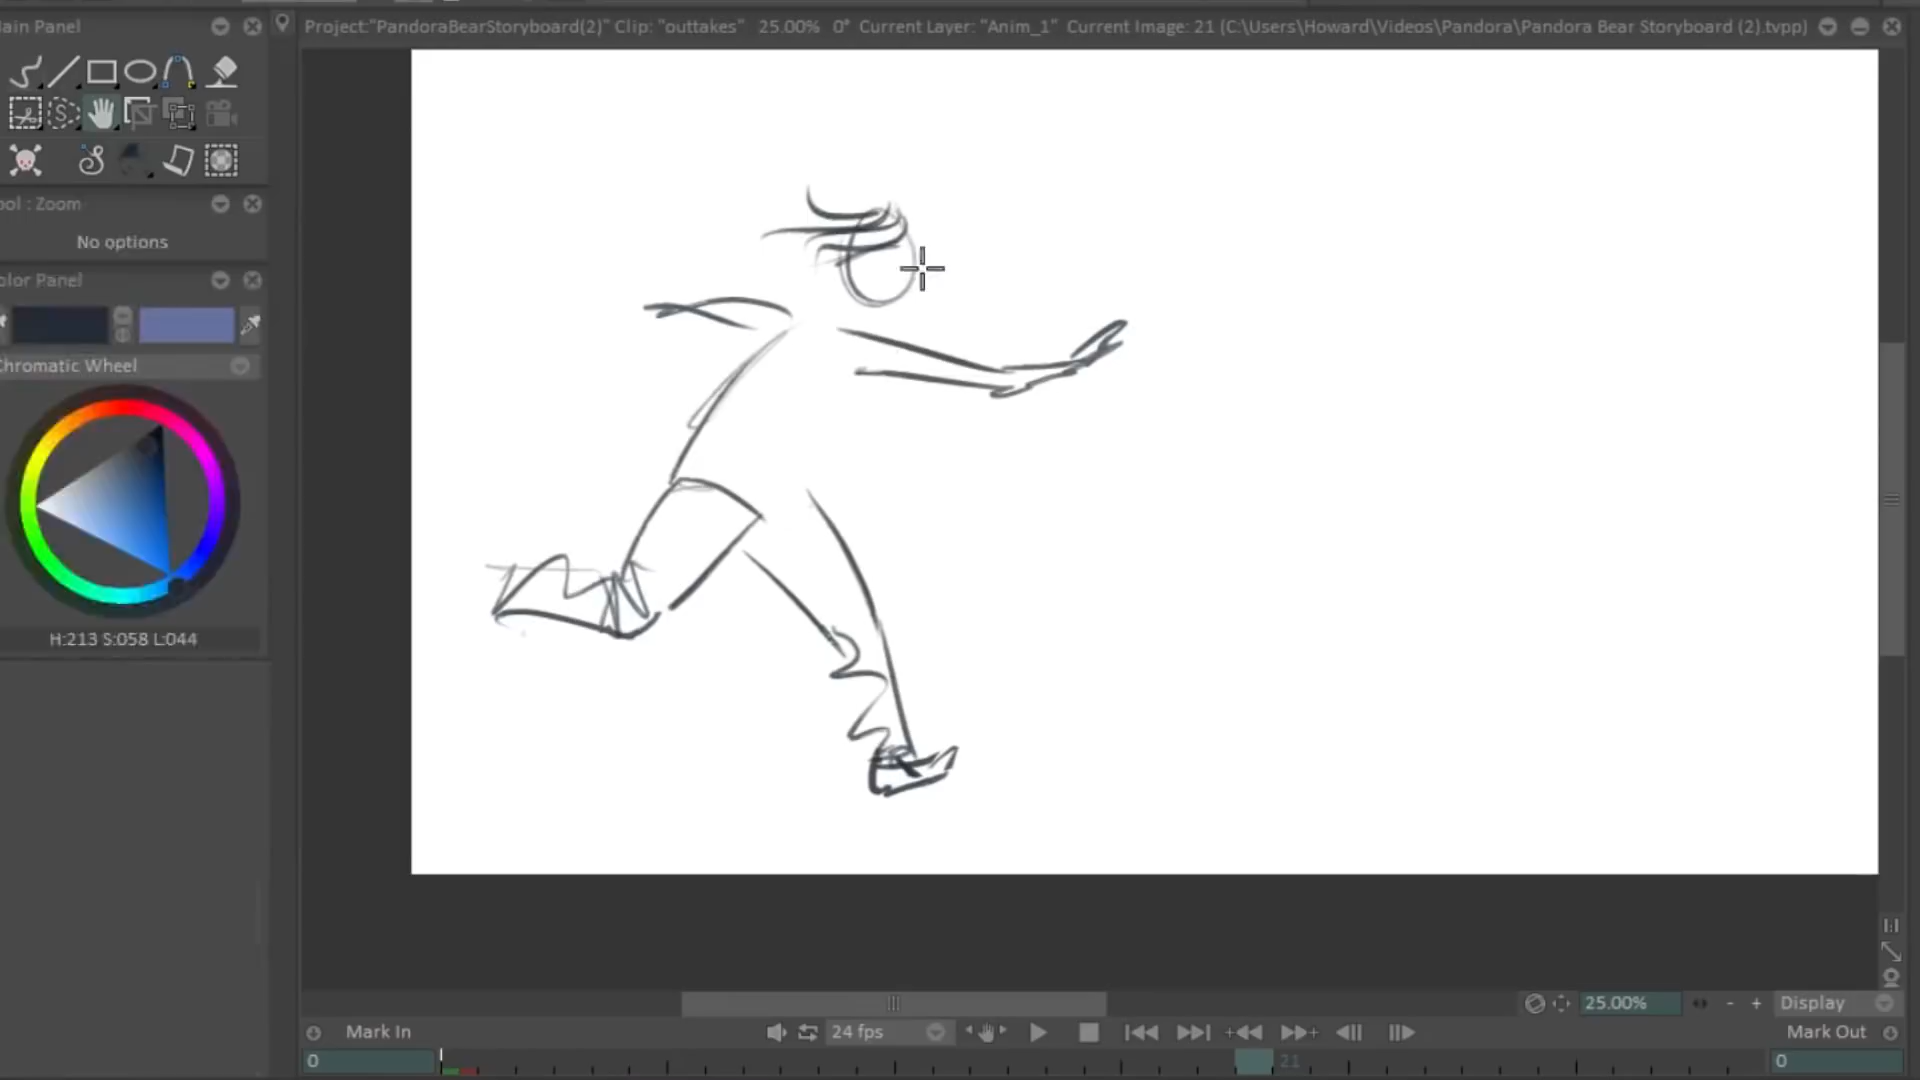 ain Panel
Project:"PandoraBearStoryboard(2)" Clip: "outtakes" 25.00% 0° Current Layer: "Anim_1" Current Image: 21 (C:\Users\Howard\Videos\Pandora\Pandora Bear Storyboard (2).tvpp)
ool : Zoom
No options
olor Panel
Chromatic Wheel
H:213 S:058 L:044
25.00% - + Display
Mark In 24 fps Mark Out
0 21 0